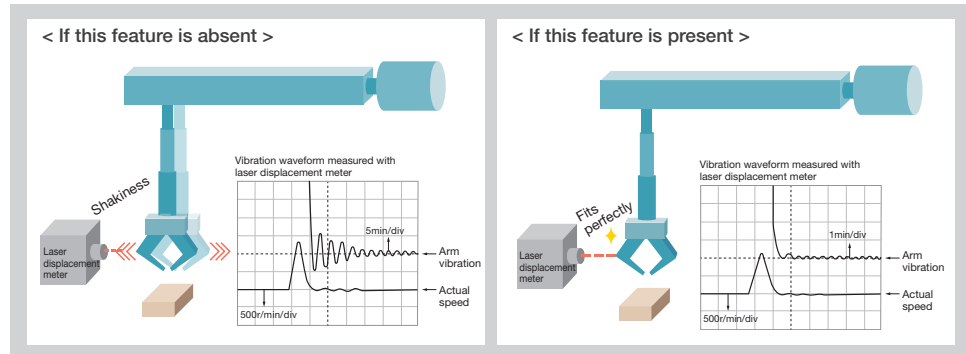 < If this feature is absent >
Shakiness
Laser
displacement
meter
Vibration waveform measured with
laser displacement meter
5min/div
Arm
vibration
Actual
speed
500r/min/div
< If this feature is present >
Fits
perfectly
Laser
displacement
meter
Vibration waveform measured with
laser displacement meter
1min/div
Arm
vibration
Actual
speed
500r/min/div